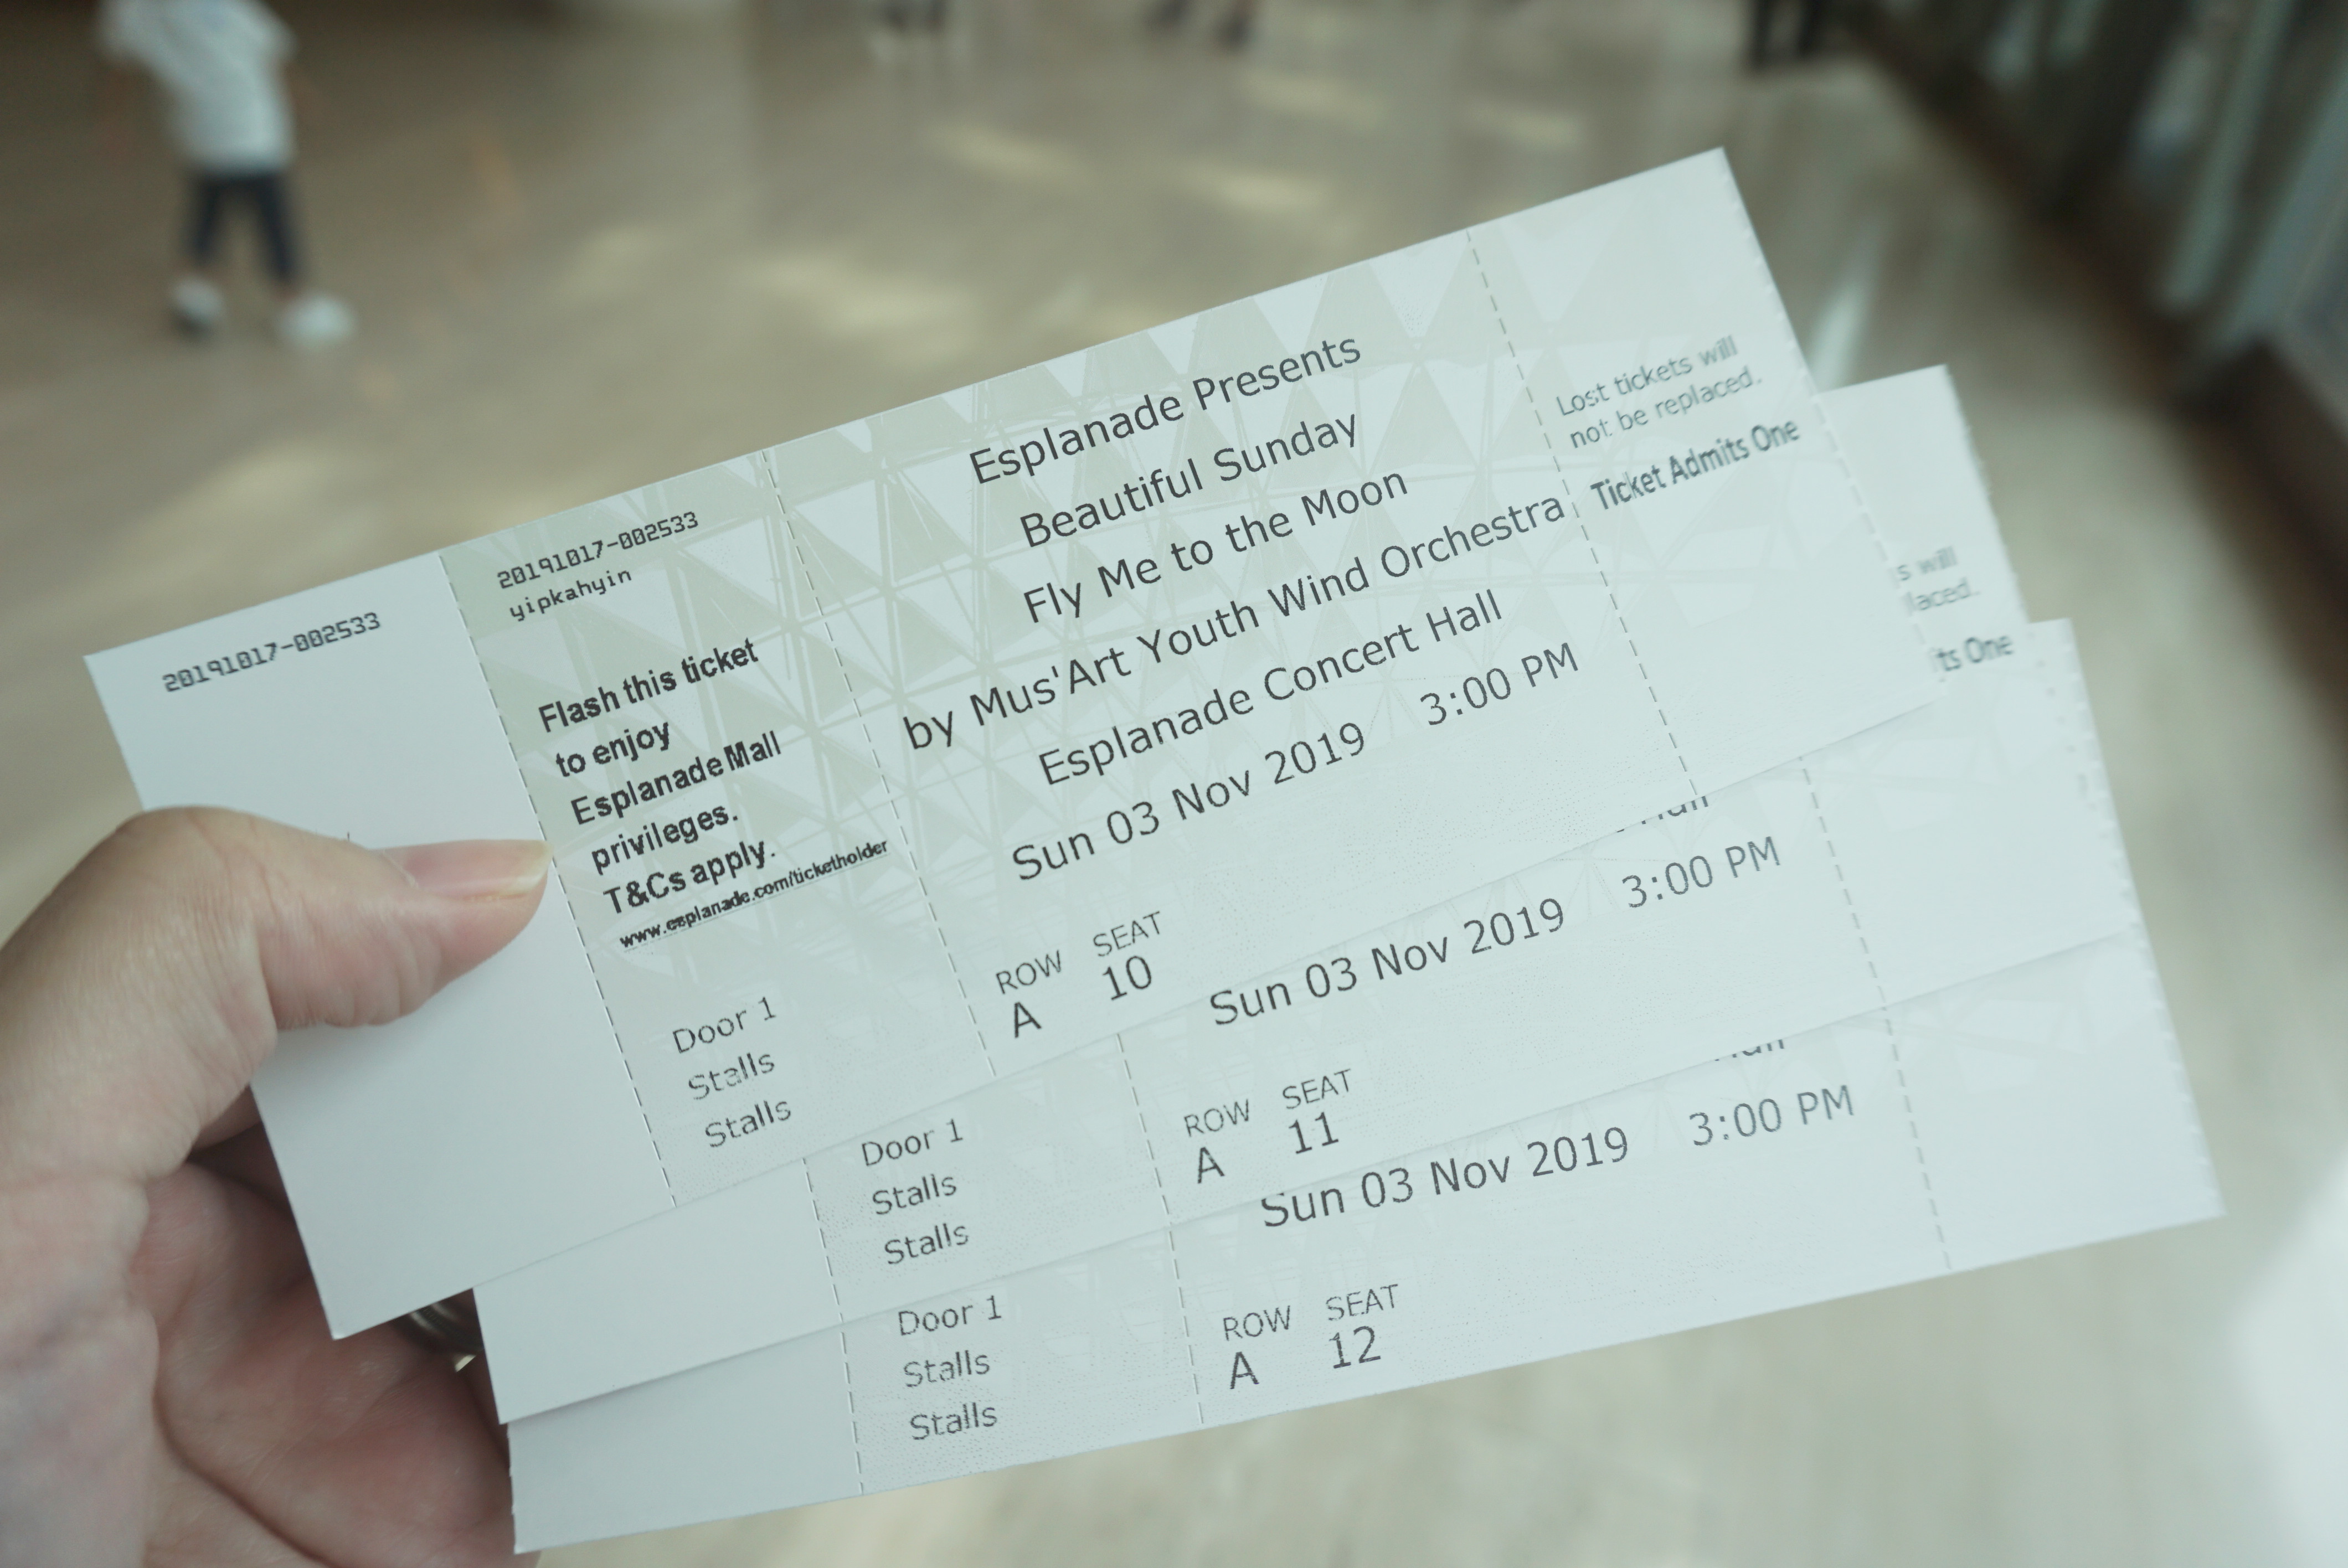 20191017-002533
20191017-002533
yipkahyin
Flash this ticket
to enjoy
Esplanade Mall
privileges.
T&Cs apply.
www.esplanade.com/ticketholder
Door 1
Stalls
Stalls
Esplanade Presents
Beautiful Sunday
Fly Me to the Moon
by Mus'Art Youth Wind Orchestra
Esplanade Concert Hall
Sun 03 Nov 2019 3:00 PM
ROW SEAT
A 10
Lost tickets will
not be replaced.
Ticket Admits One
Door 1
Stalls
Stalls
Sun 03 Nov 2019 3:00 PM
ROW SEAT
A 11
s will
laced.
its One
Door 1
Stalls
Stalls
Sun 03 Nov 2019 3:00 PM
ROW SEAT
A 12